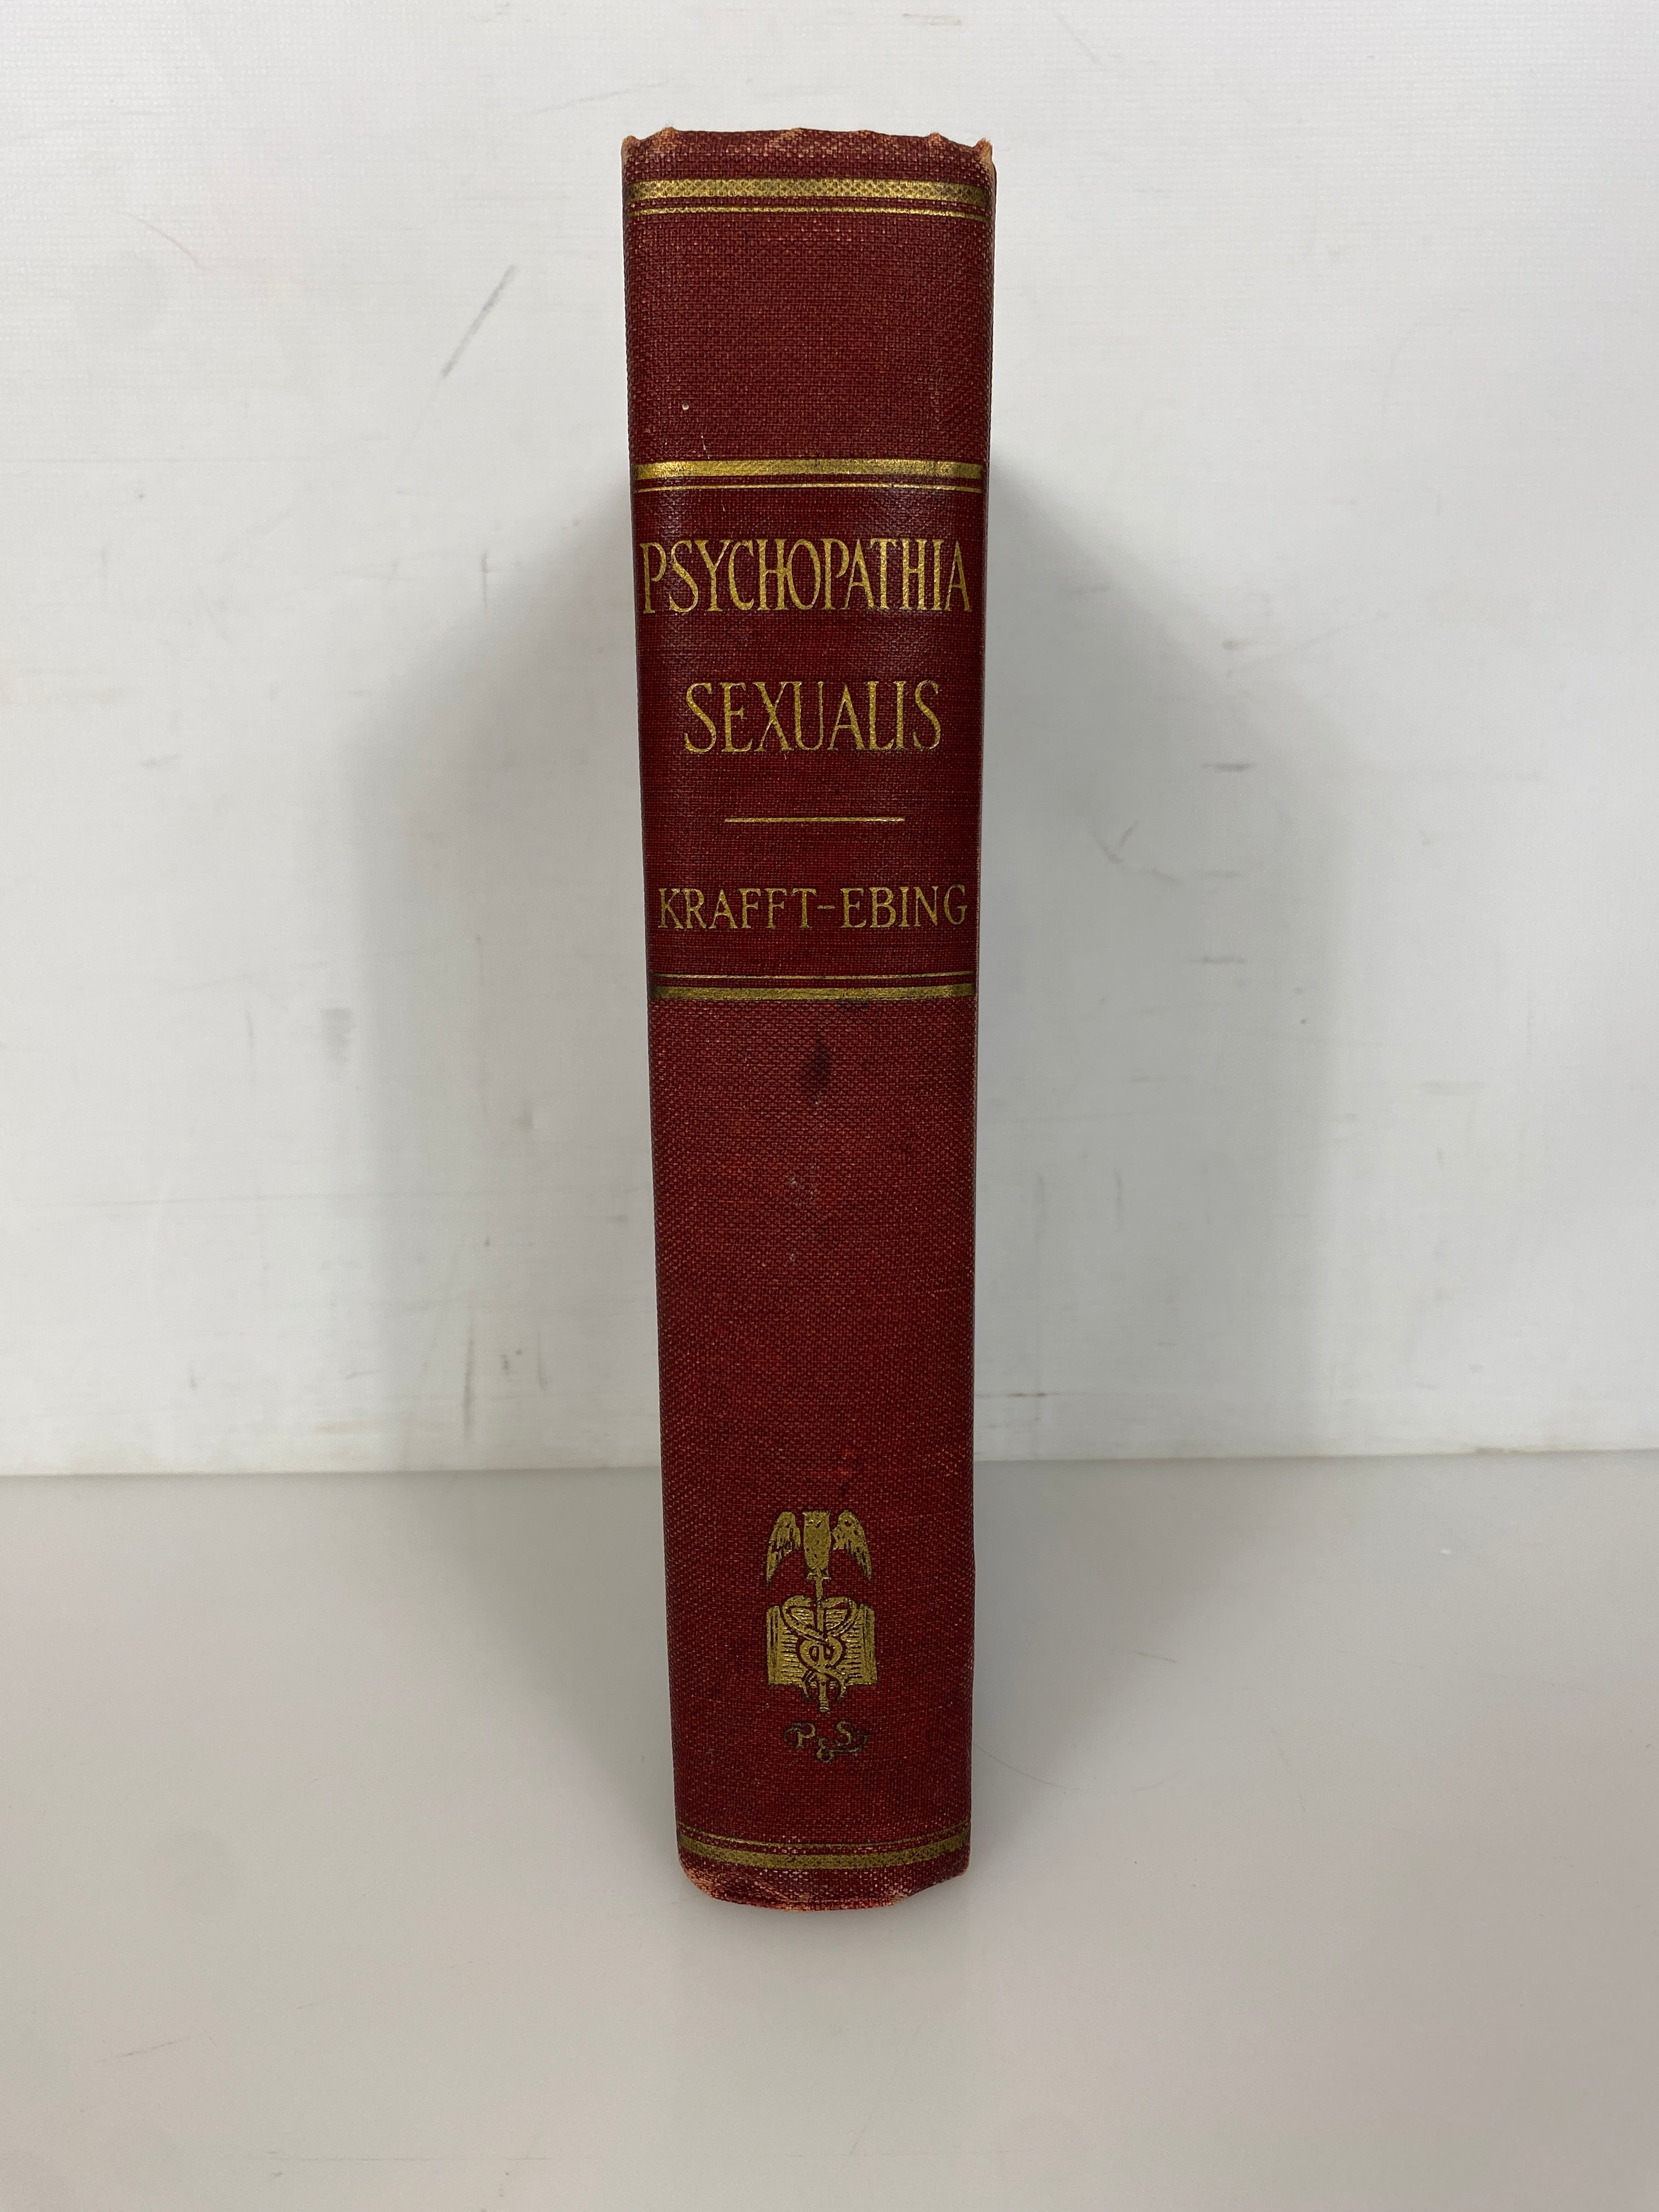 PSYCHOPATHIA
SEXUALIS
KRAFFT-EBING
P & S